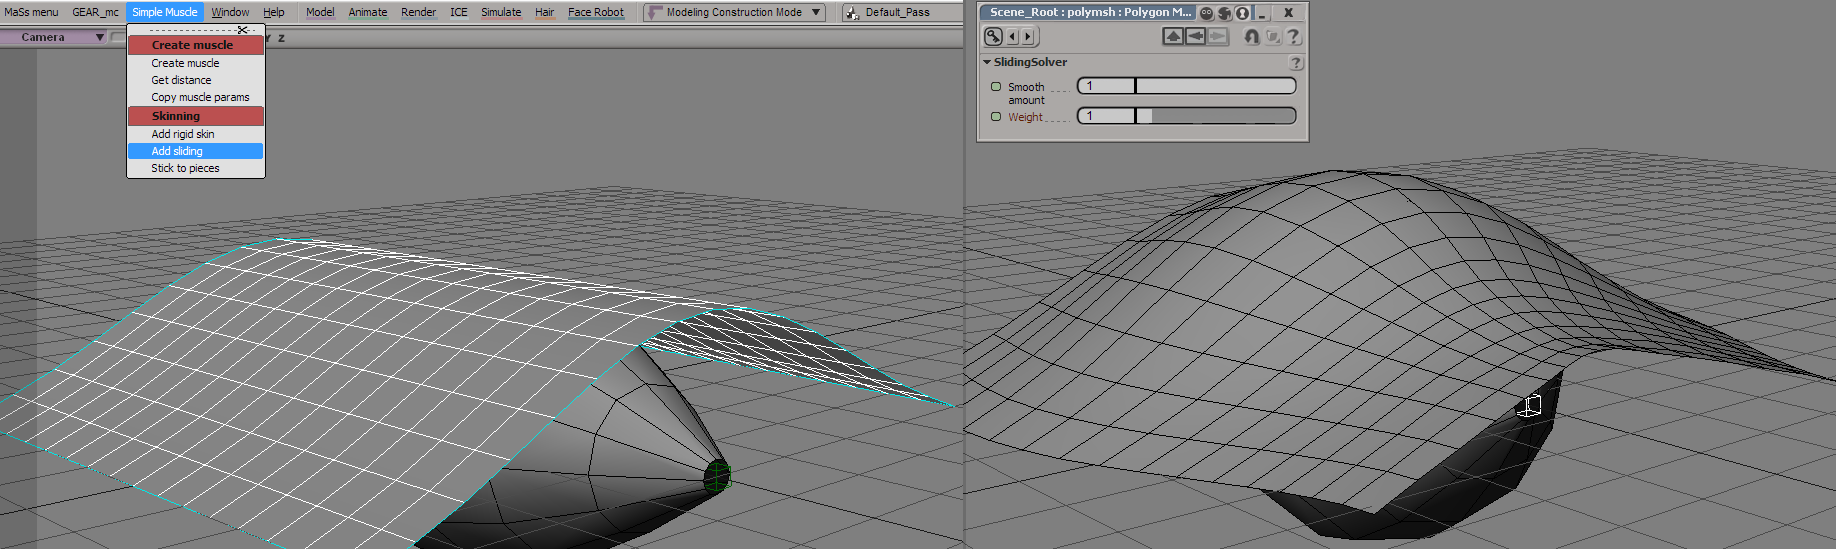 MaSs menu GEAR_mc Simple Muscle Window Help Model Animate Render ICE Simulate Hair Face Robot Modeling Construction Mode Default_Pass
Camera Y Z
Create muscle
Create muscle
Get distance
Copy muscle params
Skinning
Add rigid skin
Add sliding
Stick to pieces
Scene_Root : polymsh : Polygon M...
SlidingSolver
Smooth amount 1
Weight 1